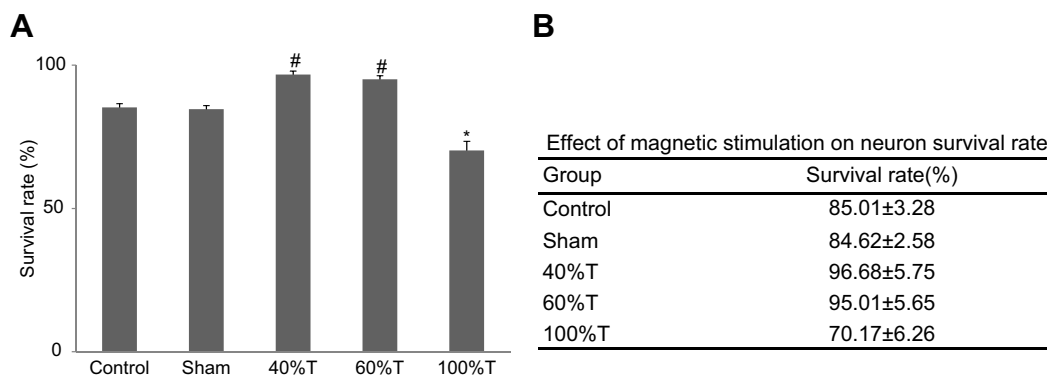 A
B
100
50
0
Survival rate (%)
#
#
*
Control Sham 40%T 60%T 100%T
Effect of magnetic stimulation on neuron survival rate
Group Survival rate(%)
Control 85.01±3.28
Sham 84.62±2.58
40%T 96.68±5.75
60%T 95.01±5.65
100%T 70.17±6.26